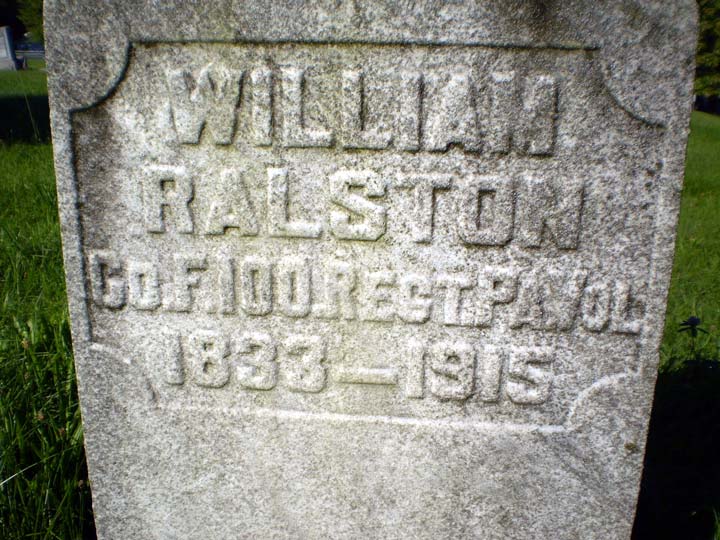 WILLIAM
RALSTON
Co. F. 100. REGT. PA. VOL.
1833—1915